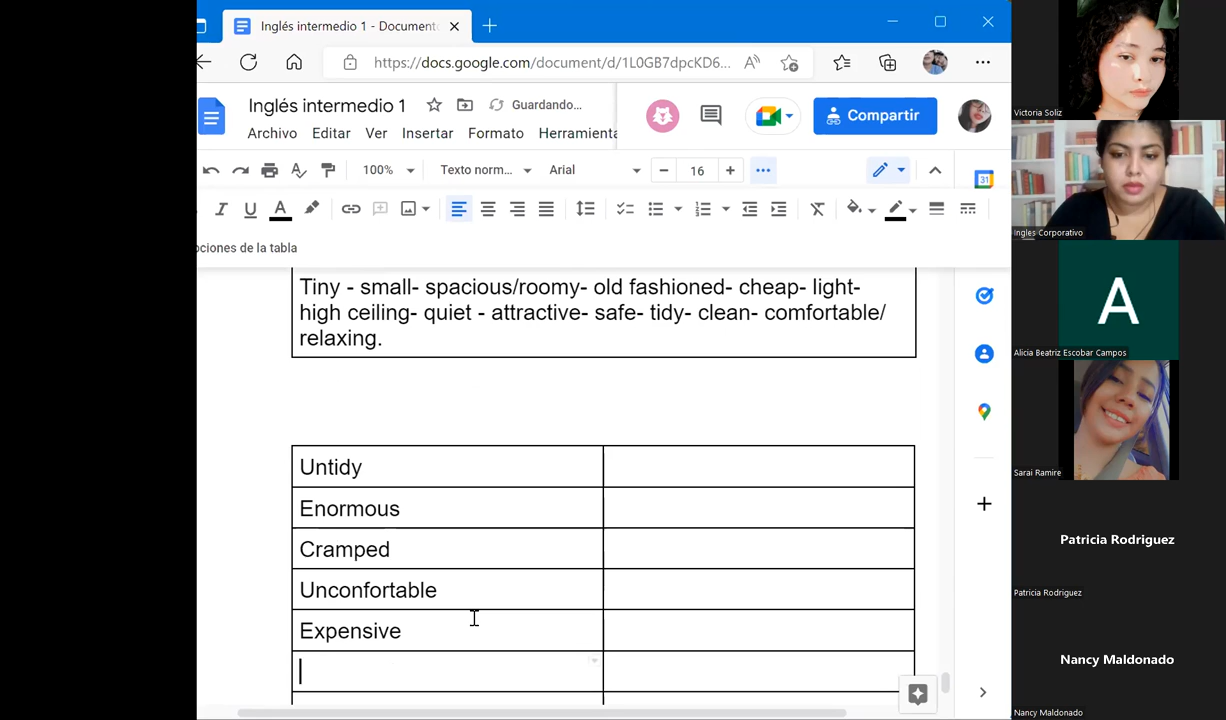 Inglés intermedio 1 - Document
https://docs.google.com/document/d/1L0GB7dpcKD6...
Inglés intermedio 1
Guardando...
Compartir
Archivo Editar Ver Insertar Formato Herramienta
100% Texto norm... Arial 16
31
pciones de la tabla
Tiny - small- spacious/roomy- old fashioned- cheap- light-
high ceiling- quiet - attractive- safe- tidy- clean- comfortable/
relaxing.
Untidy
Enormous
Cramped
Unconfortable
Expensive
Victoria Soliz
Ingles Corporativo
A
Alicia Beatriz Escobar Campos
Sarai Ramire
Patricia Rodriguez
Patricia Rodriguez
Nancy Maldonado
Nancy Maldonado